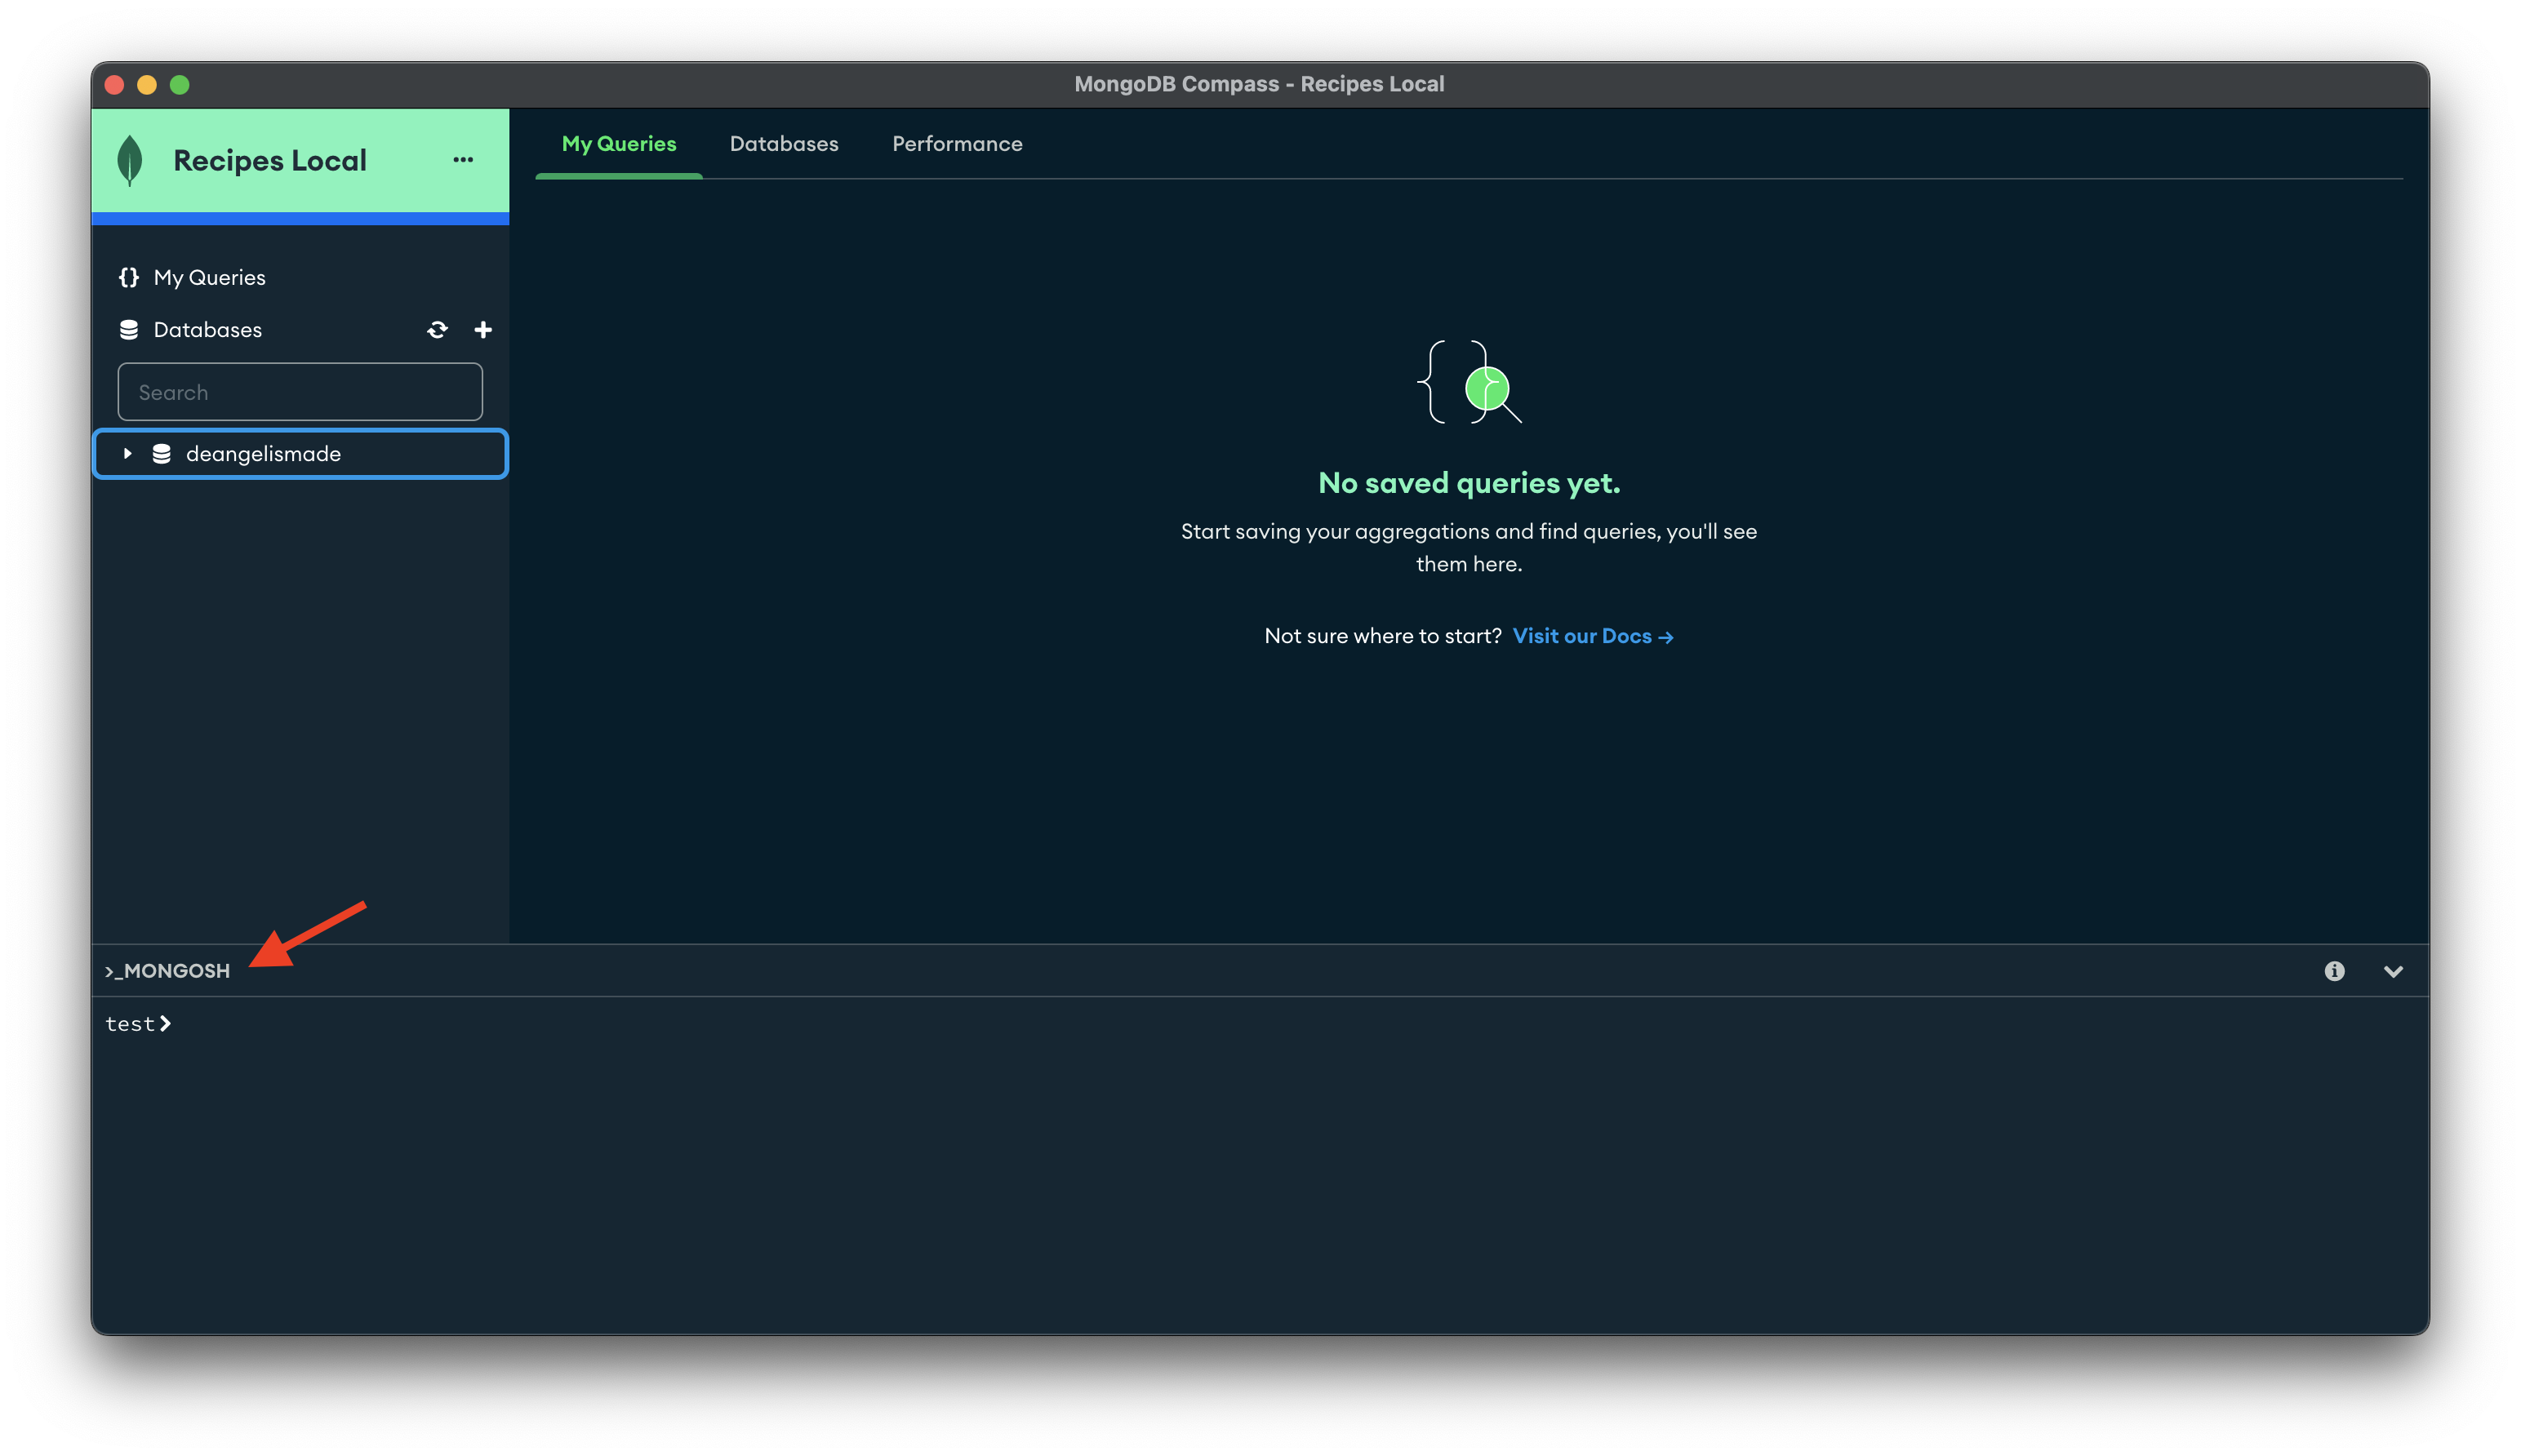 MongoDB Compass - Recipes Local
Recipes Local
My Queries
Databases
Search
deangelismade
My Queries
Databases
Performance
No saved queries yet.
Start saving your aggregations and find queries, you'll see
them here.
Not sure where to start? Visit our Docs →
>_MONGOSH
test>